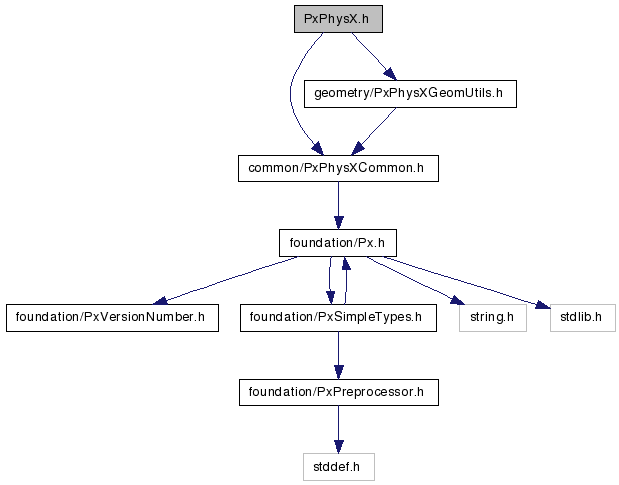 PxPhysX.h
geometry/PxPhysXGeomUtils.h
common/PxPhysXCommon.h
foundation/Px.h
foundation/PxVersionNumber.h
foundation/PxSimpleTypes.h
string.h
stdlib.h
foundation/PxPreprocessor.h
stddef.h